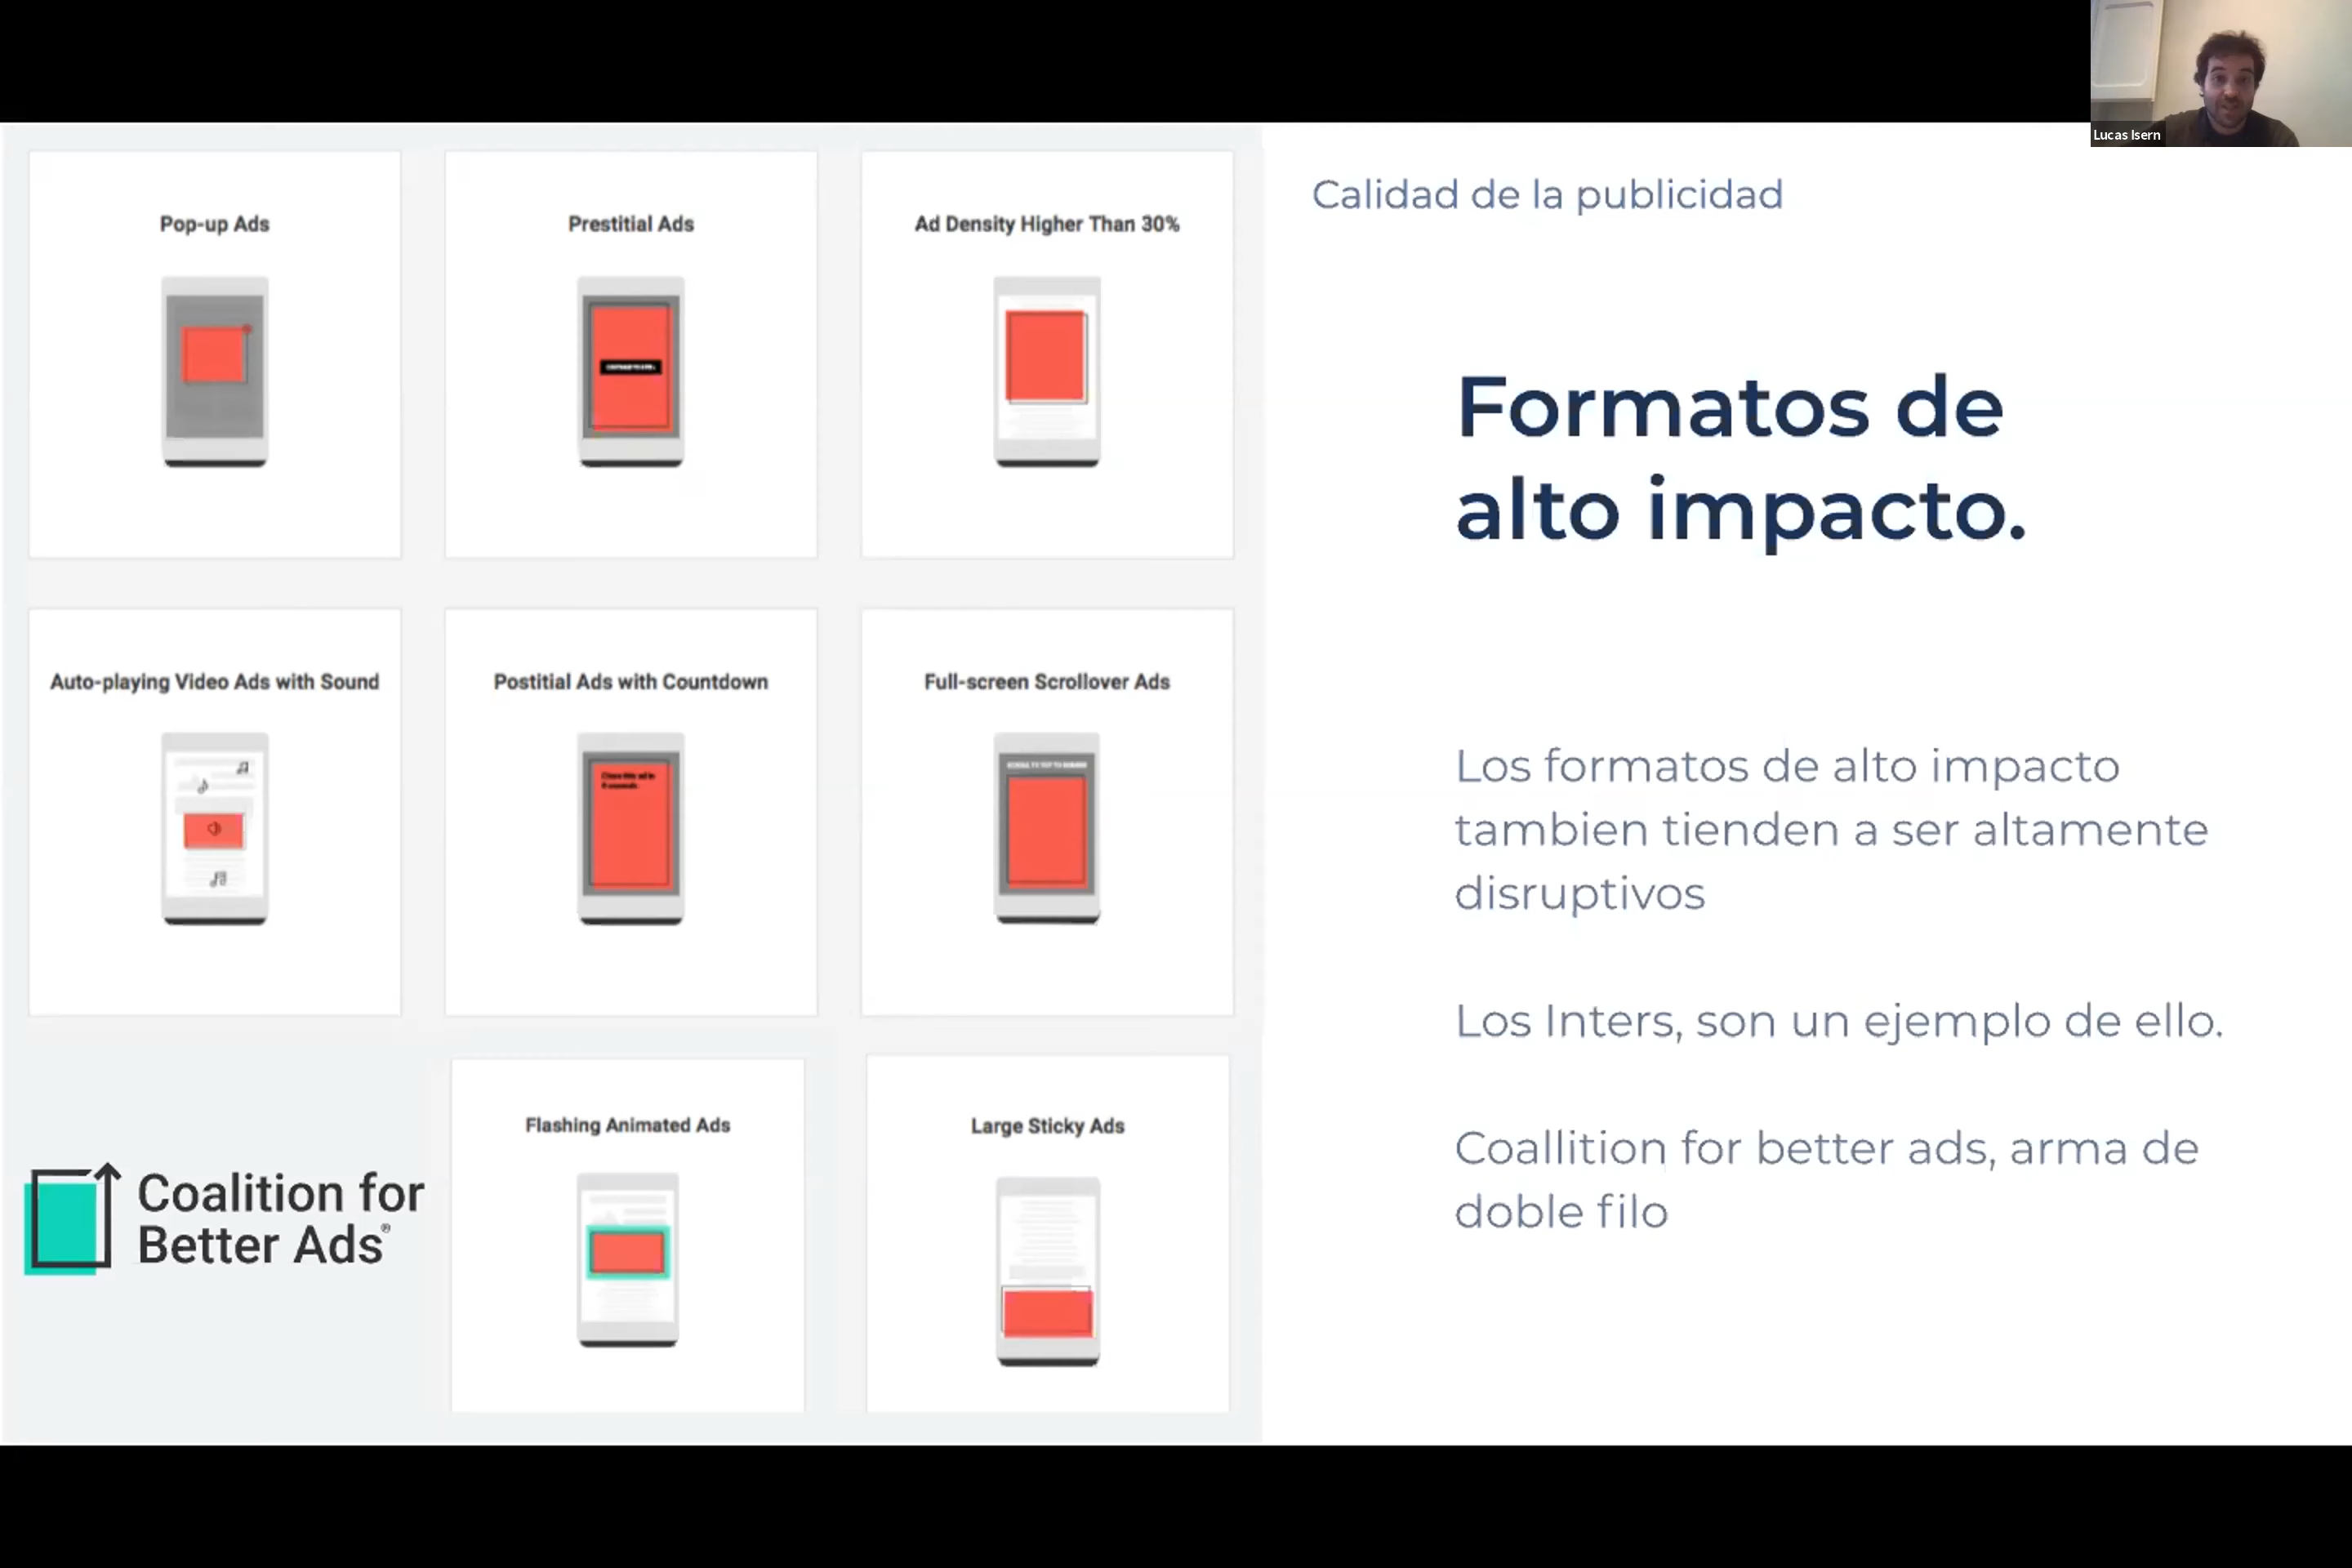 Lucas Isern
Calidad de la publicidad
Formatos de
alto impacto.
Los formatos de alto impacto
tambien tienden a ser altamente
disruptivos
Los Inters, son un ejemplo de ello.
Coallition for better ads, arma de
doble filo
Pop-up Ads
Prestitial Ads
Ad Density Higher Than 30%
Auto-playing Video Ads with Sound
Postitial Ads with Countdown
Full-screen Scrollover Ads
Coalition for
Better Ads®
Flashing Animated Ads
Large Sticky Ads